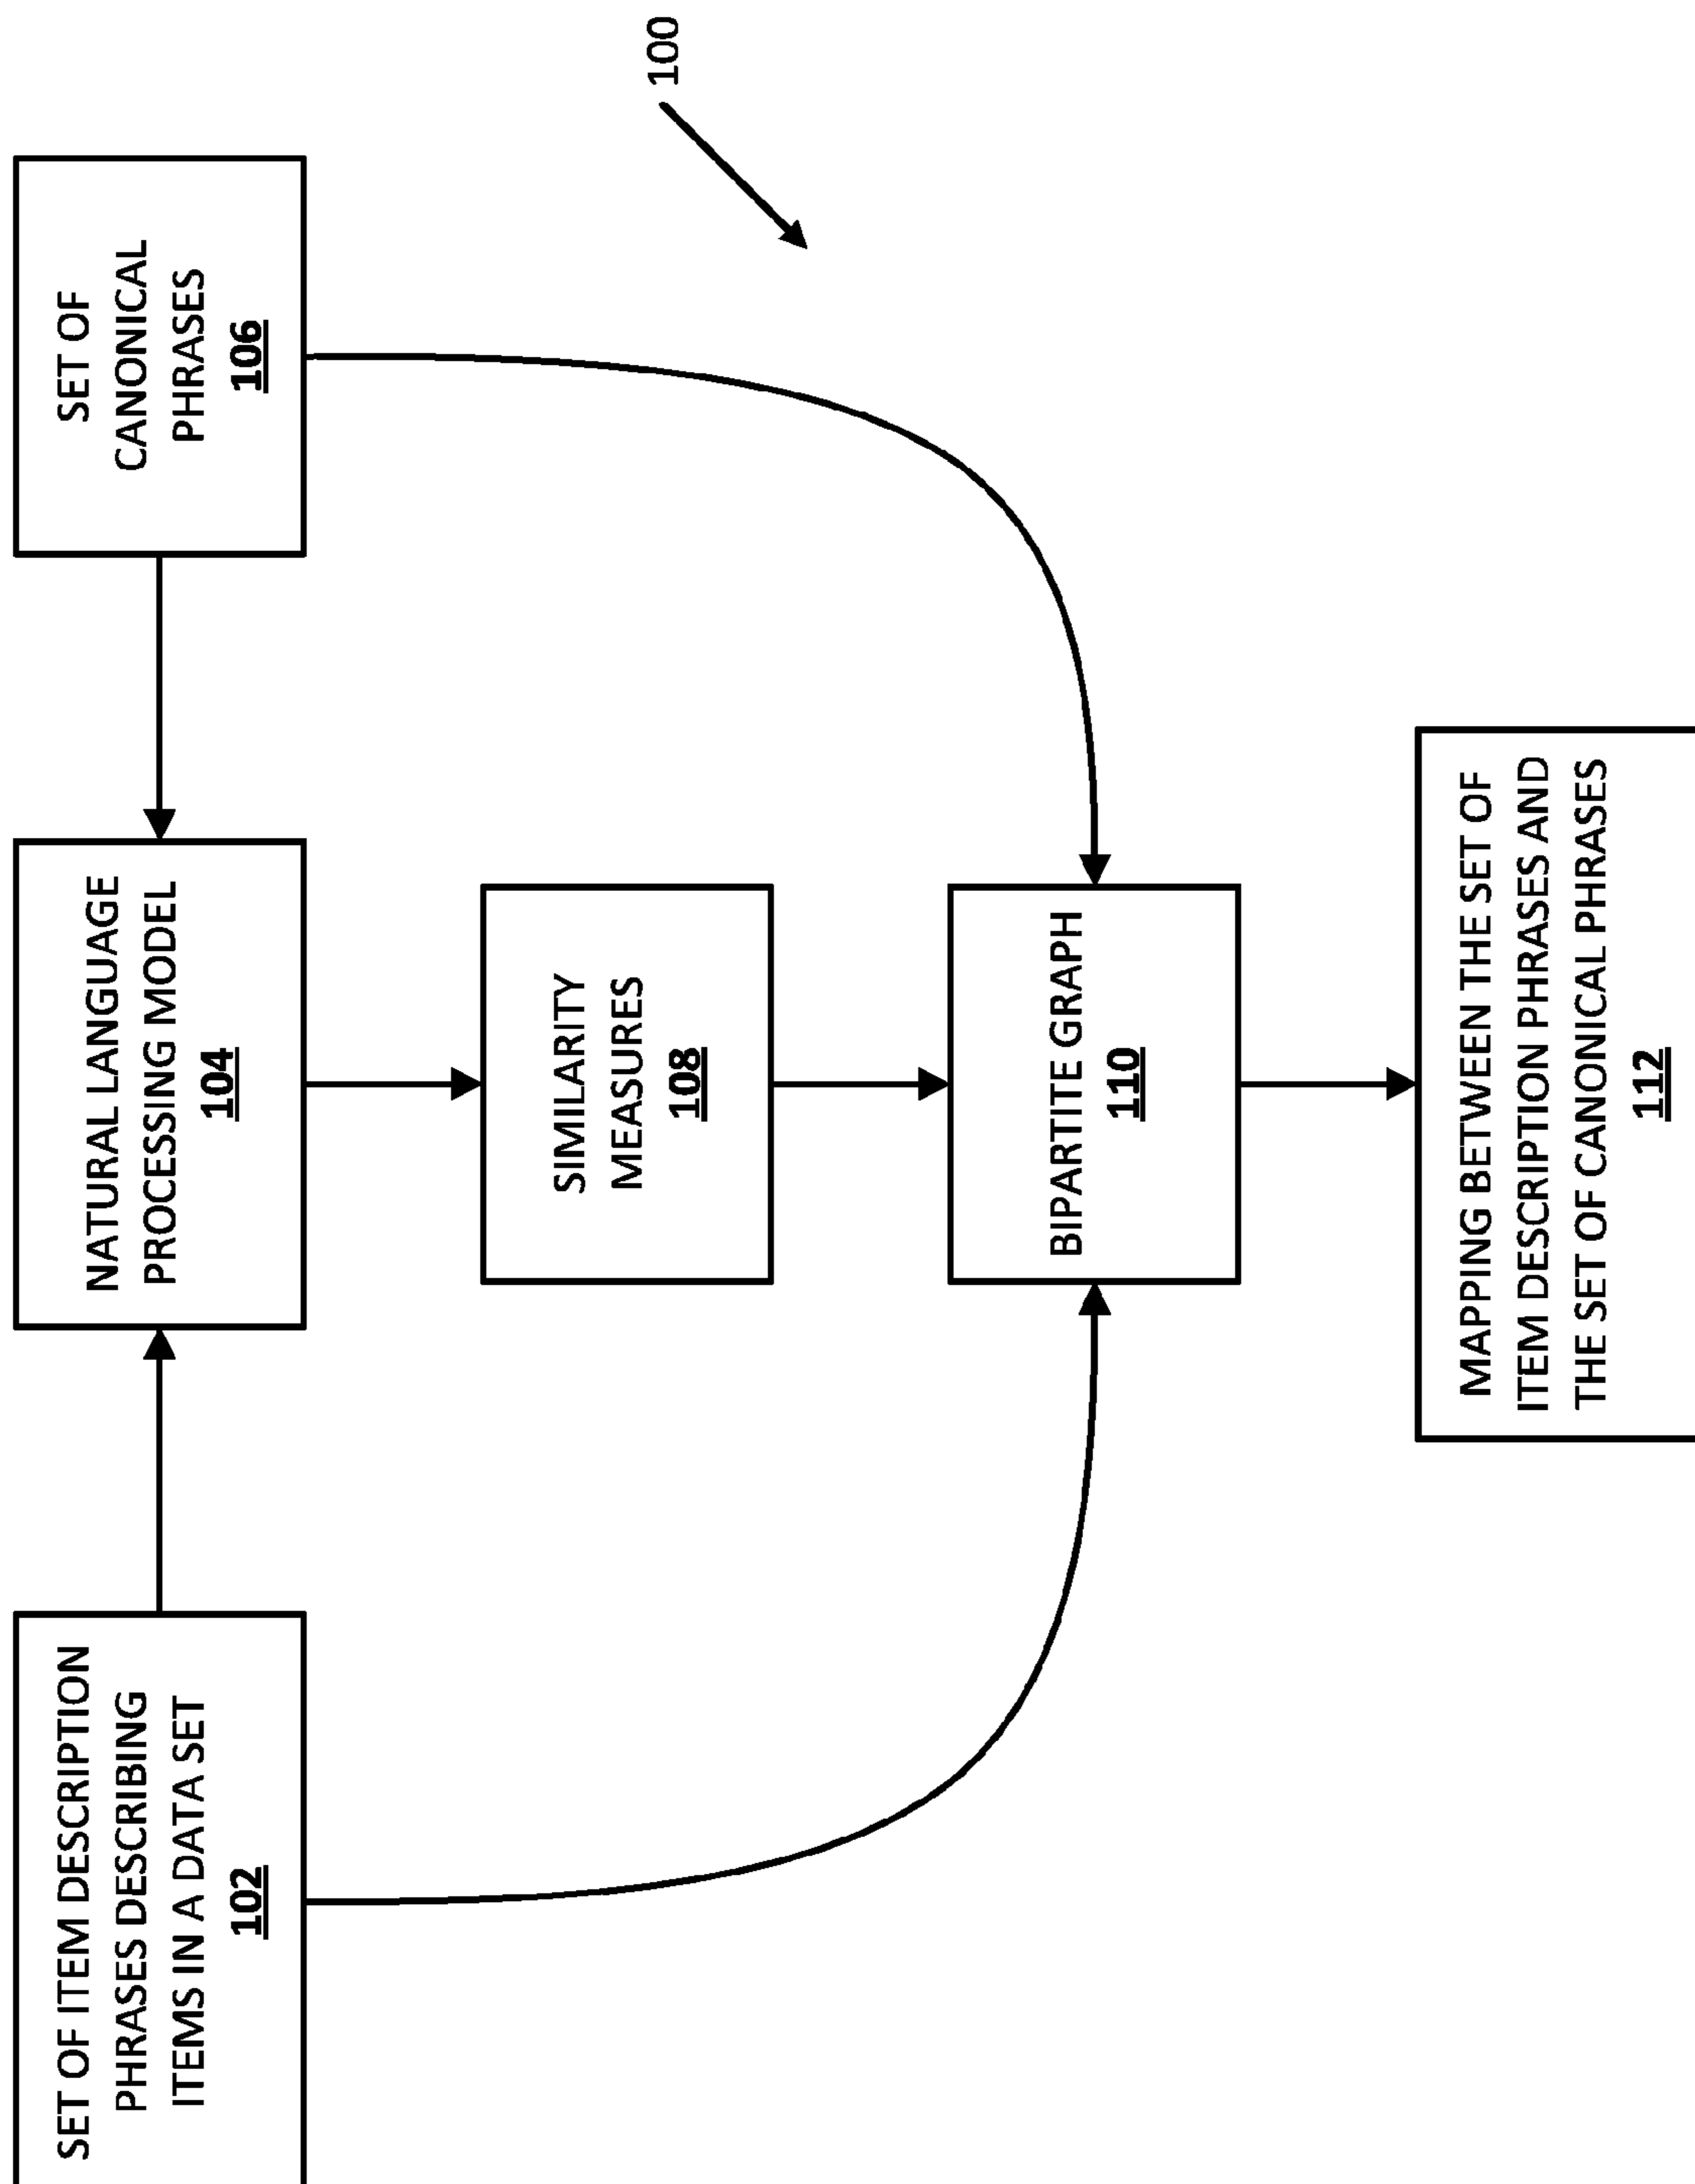 SET OF ITEM DESCRIPTION
PHRASES DESCRIBING
ITEMS IN A DATA SET
102
NATURAL LANGUAGE
PROCESSING MODEL
104
SET OF
CANONICAL
PHRASES
106
100
SIMILARITY
MEASURES
108
BIPARTITE GRAPH
110
MAPPING BETWEEN THE SET OF
ITEM DESCRIPTION PHRASES AND
THE SET OF CANONICAL PHRASES
112